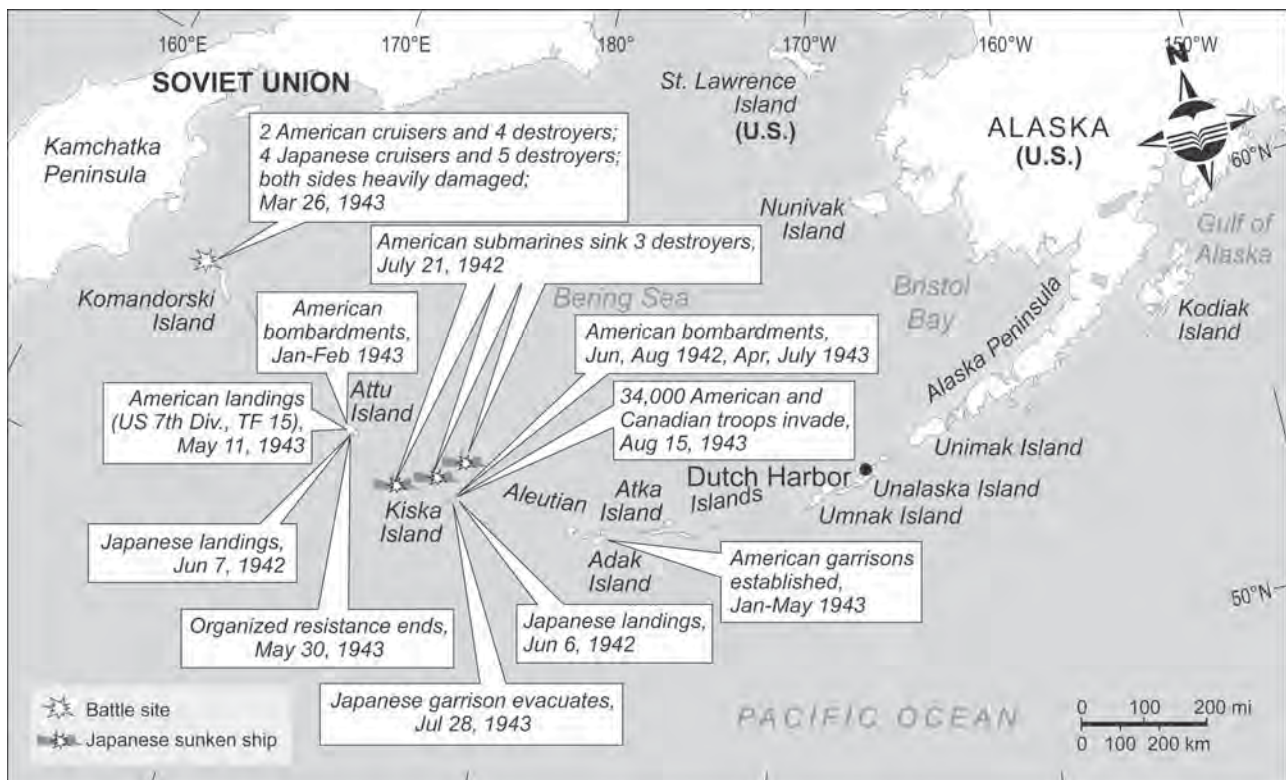 160°E
170°E
180°
170°W
160°W
150°W
N
60°N
50°N
SOVIET UNION
Kamchatka
Peninsula
St. Lawrence
Island
(U.S.)
ALASKA
(U.S.)
2 American cruisers and 4 destroyers;
4 Japanese cruisers and 5 destroyers;
both sides heavily damaged;
Mar 26, 1943
Nunivak
Island
Gulf of
Alaska
American submarines sink 3 destroyers,
July 21, 1942
Komandorski
Island
Bering Sea
Bristol
Bay
Kodiak
Island
Alaska Peninsula
American
bombardments,
Jan-Feb 1943
American bombardments,
Jun, Aug 1942, Apr, July 1943
Attu
Island
American landings
(US 7th Div., TF 15),
May 11, 1943
34,000 American and
Canadian troops invade,
Aug 15, 1943
Unimak Island
Dutch Harbor
Unalaska Island
Umnak Island
Aleutian
Islands
Atka
Island
Kiska
Island
Adak
Island
Japanese landings,
Jun 7, 1942
American garrisons
established,
Jan-May 1943
Organized resistance ends,
May 30, 1943
Japanese landings,
Jun 6, 1942
Japanese garrison evacuates,
Jul 28, 1943
PACIFIC OCEAN
Battle site
Japanese sunken ship
0 100 200 mi
0 100 200 km